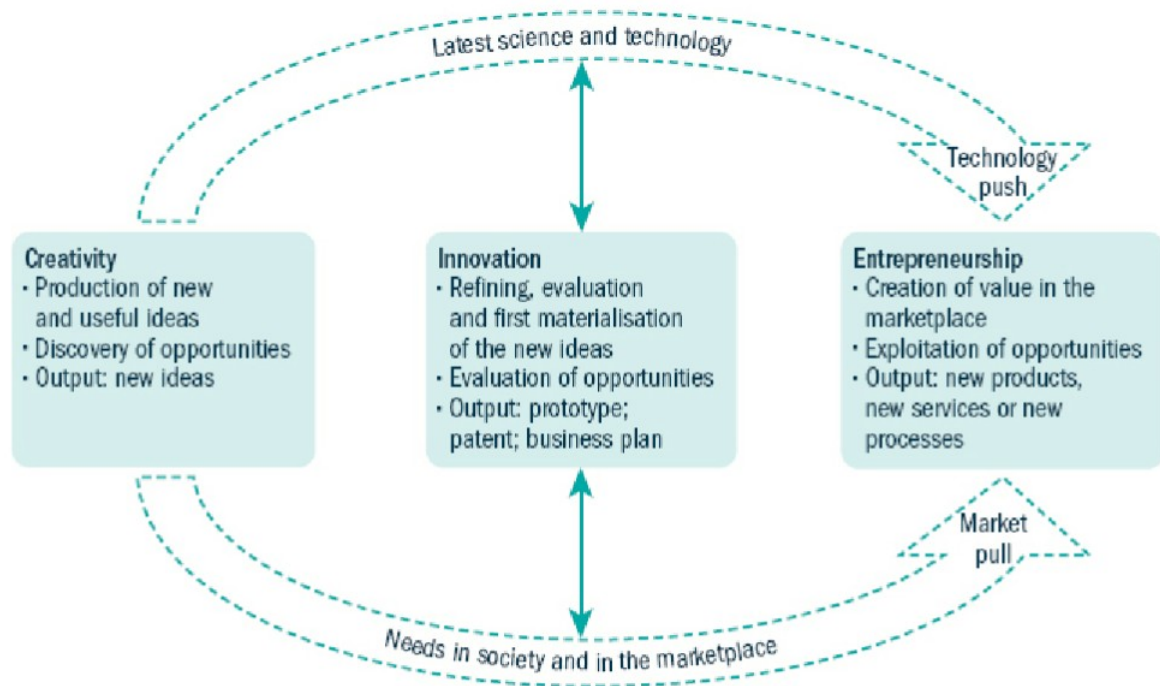 Latest science and technology
Technology
push
Creativity
· Production of new
and useful ideas
· Discovery of opportunities
· Output: new ideas
Innovation
· Refining, evaluation
and first materialisation
of the new ideas
· Evaluation of opportunities
· Output: prototype;
patent; business plan
Entrepreneurship
· Creation of value in the
marketplace
· Exploitation of opportunities
· Output: new products,
new services or new
processes
Market
pull
Needs in society and in the marketplace